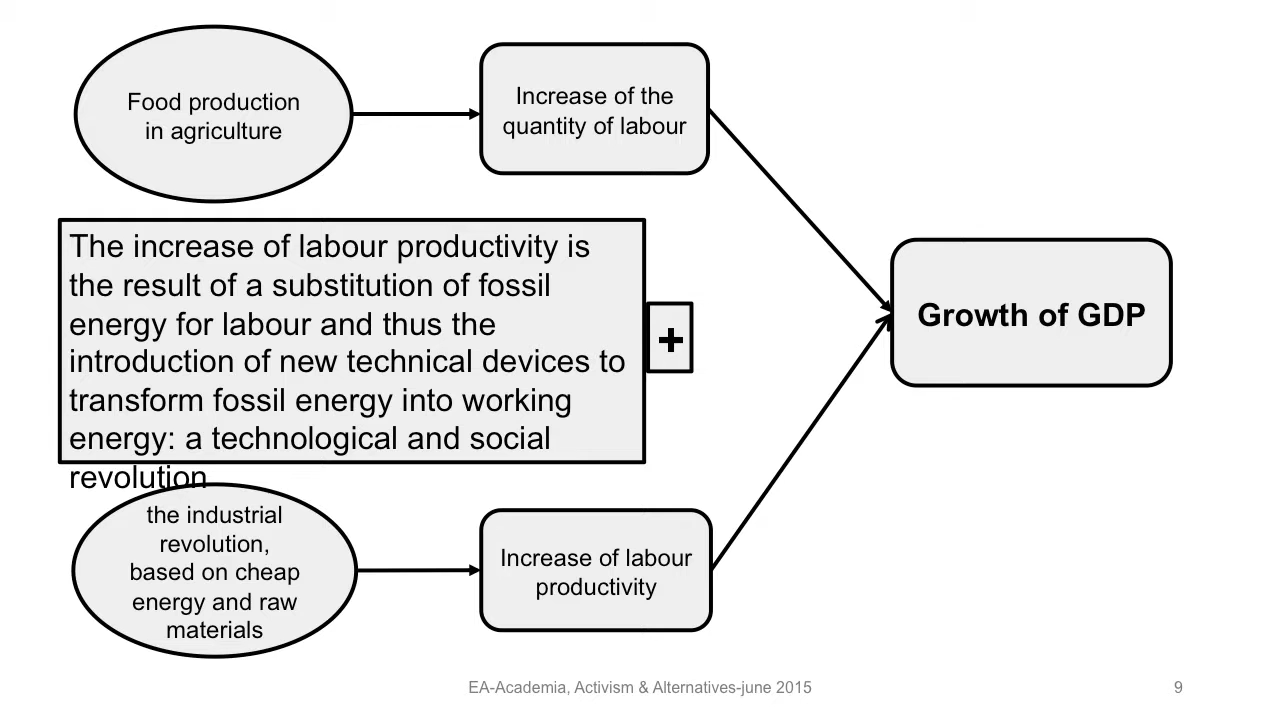 Food production
in agriculture
Increase of the
quantity of labour
The increase of labour productivity is
the result of a substitution of fossil
energy for labour and thus the
introduction of new technical devices to
transform fossil energy into working
energy: a technological and social
revolution
+
Growth of GDP
the industrial
revolution,
based on cheap
energy and raw
materials
Increase of labour
productivity
EA-Academia, Activism & Alternatives-june 2015
9